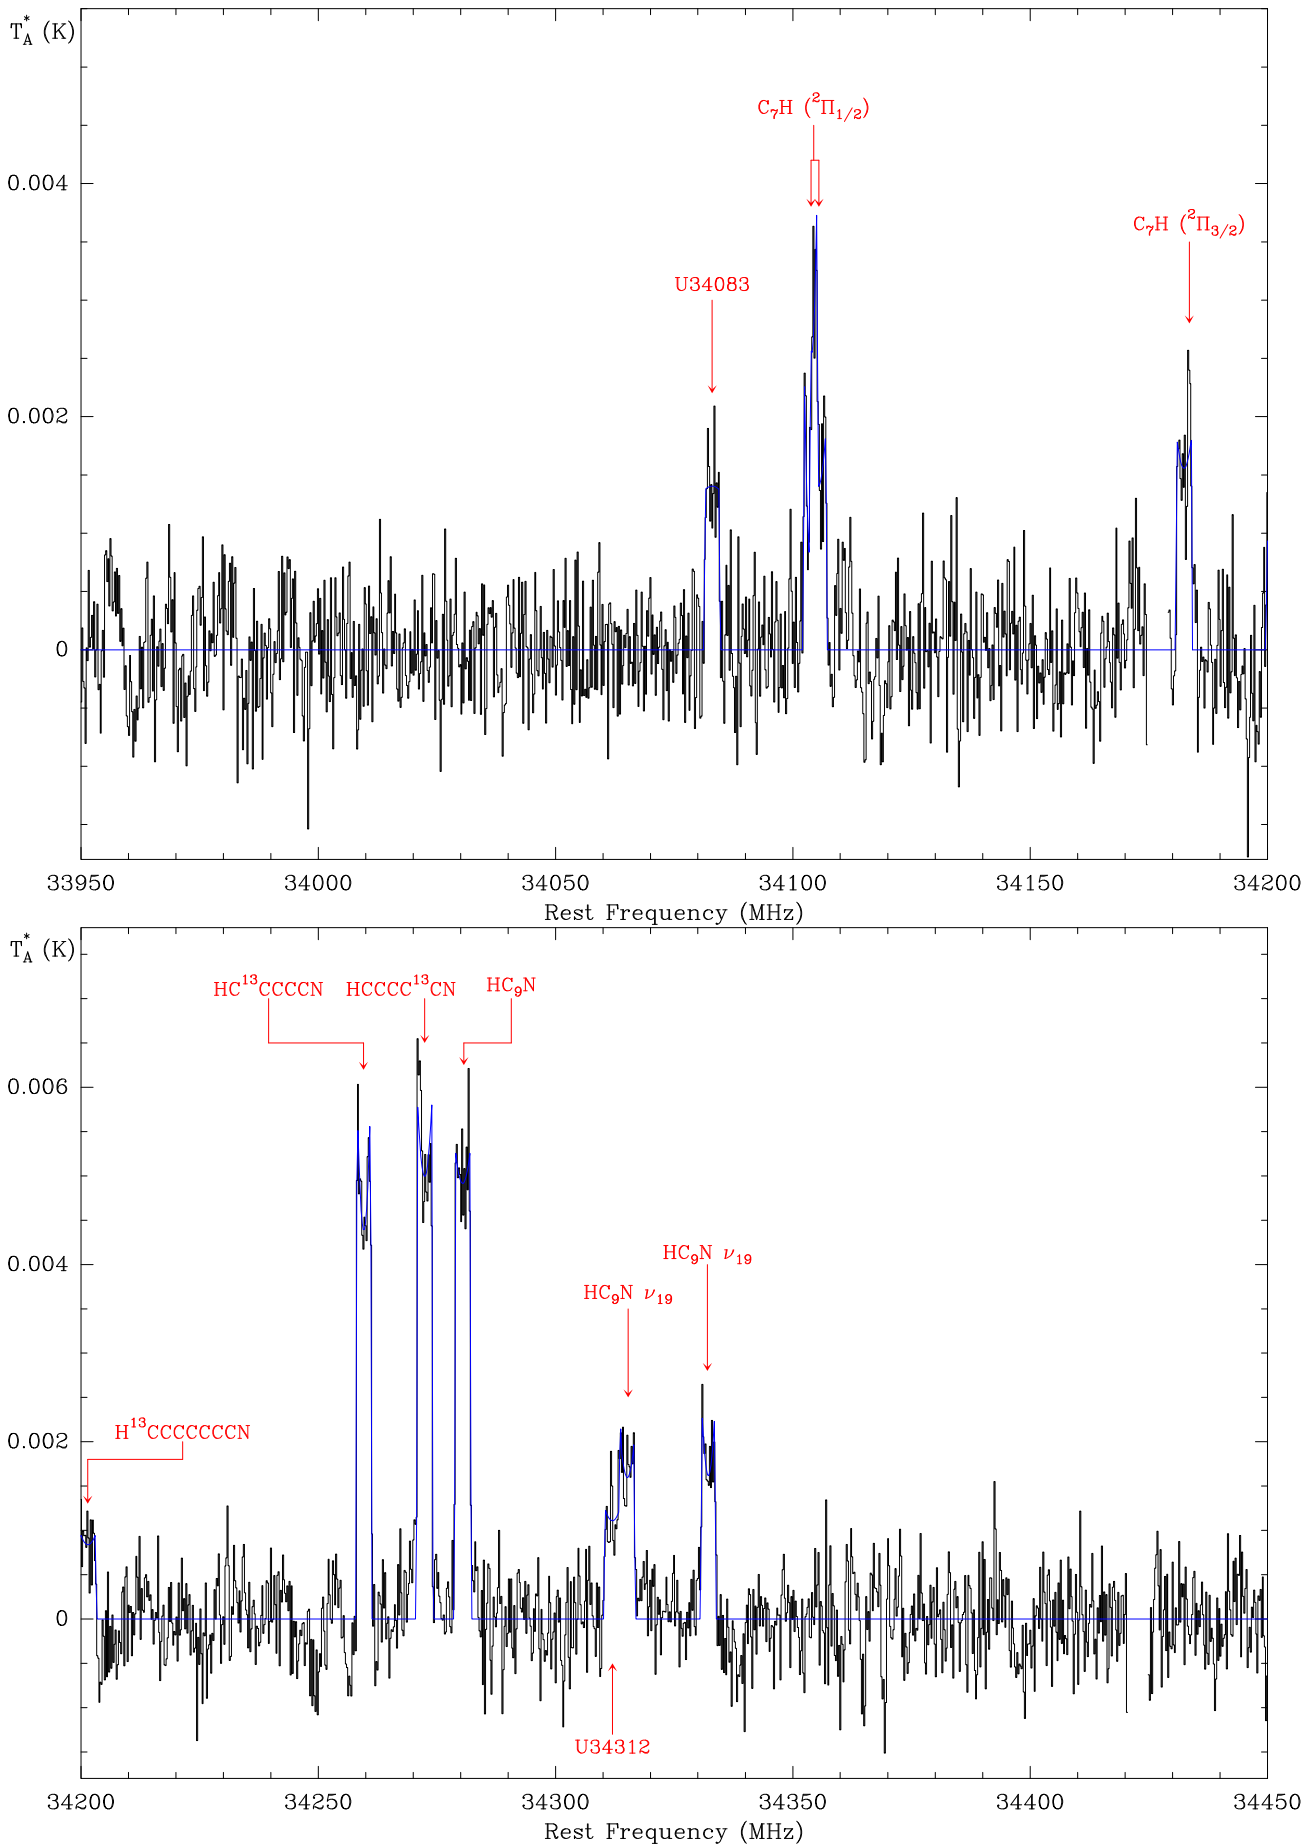 T*A (K)
C₇H (²Π₁/₂)
0.004
C₇H (²Π₃/₂)
U34083
0.002
0
33950 34000 34050 34100 34150 34200
Rest Frequency (MHz)
T*A (K)
HC¹³CCCCN HCCCC¹³CN HC₉N
0.006
0.004
HC₉N ν₁₉
HC₉N ν₁₉
0.002
H¹³CCCCCCCN
0
U34312
34200 34250 34300 34350 34400 34450
Rest Frequency (MHz)